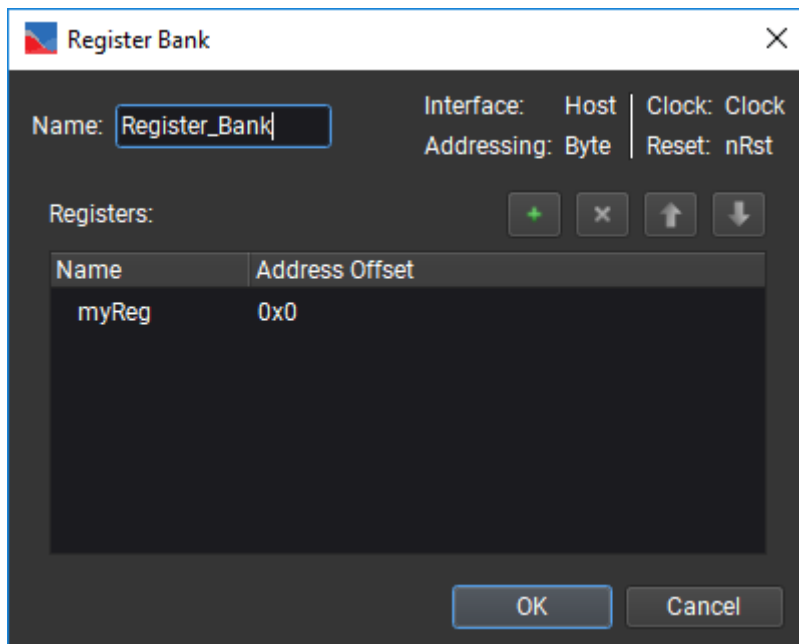 Register Bank
Name: Register_Bank
Interface: Host Clock: Clock
Addressing: Byte Reset: nRst
Registers:
Name Address Offset
myReg 0x0
OK Cancel